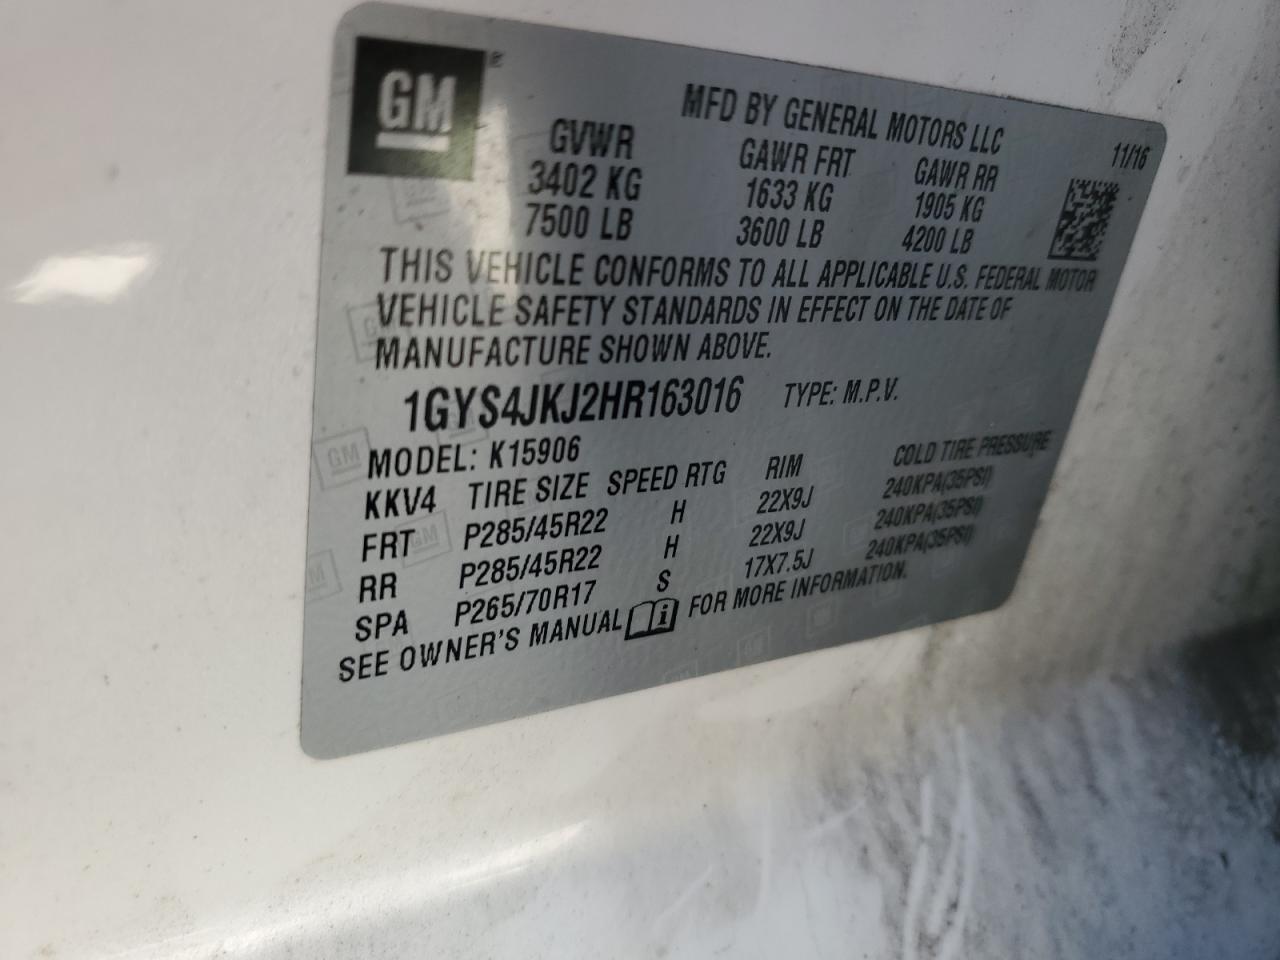 GM
MFD BY GENERAL MOTORS LLC
11/16
GVWR GAWR FRT GAWR RR
3402 KG 1633 KG 1905 KG
7500 LB 3600 LB 4200 LB
THIS VEHICLE CONFORMS TO ALL APPLICABLE U.S. FEDERAL MOTOR
VEHICLE SAFETY STANDARDS IN EFFECT ON THE DATE OF
MANUFACTURE SHOWN ABOVE.
1GYS4JKJ2HR163016 TYPE: M.P.V.
MODEL: K15906
KKV4 TIRE SIZE SPEED RTG RIM COLD TIRE PRESSURE
FRT P285/45R22 H 22X9J 240KPA(35PSI)
RR P285/45R22 H 22X9J 240KPA(35PSI)
SPA P265/70R17 S 17X7.5J 240KPA(35PSI)
SEE OWNER'S MANUAL i FOR MORE INFORMATION.